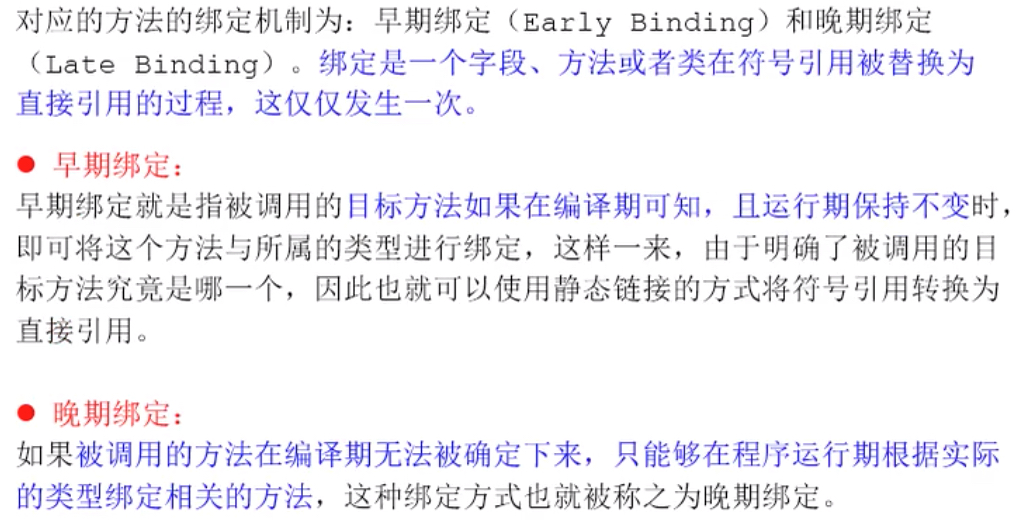 对应的方法的绑定机制为：早期绑定（Early Binding）和晚期绑定
（Late Binding）。绑定是一个字段、方法或者类在符号引用被替换为
直接引用的过程，这仅仅发生一次。
● 早期绑定：
早期绑定就是指被调用的目标方法如果在编译期可知，且运行期保持不变时，
即可将这个方法与所属的类型进行绑定，这样一来，由于明确了被调用的目
标方法究竟是哪一个，因此也就可以使用静态链接的方式将符号引用转换为
直接引用。
● 晚期绑定：
如果被调用的方法在编译期无法被确定下来，只能够在程序运行期根据实际
的类型绑定相关的方法，这种绑定方式也就被称之为晚期绑定。